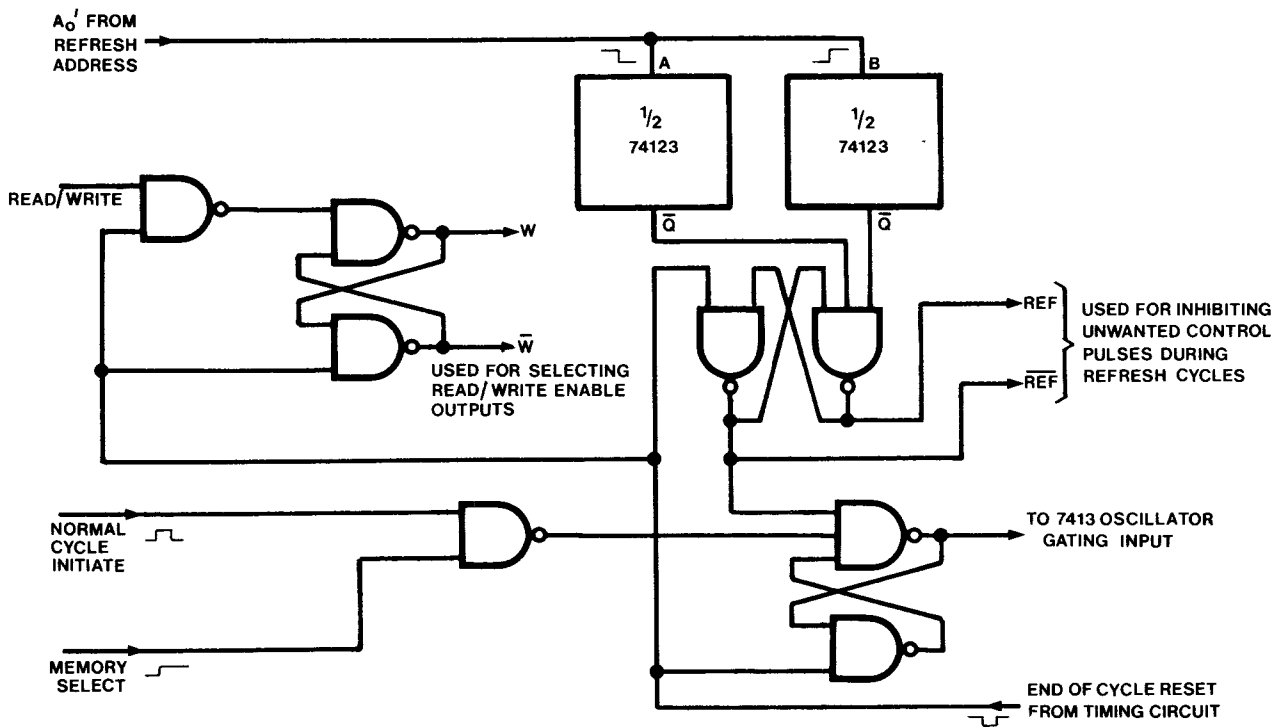 A₀' FROM
REFRESH
ADDRESS
A
B
1/2
74123
1/2
74123
Q̅
Q̅
READ/WRITE
W
W̅
USED FOR SELECTING
READ/WRITE ENABLE
OUTPUTS
REF
R̅E̅F̅
USED FOR INHIBITING
UNWANTED CONTROL
PULSES DURING
REFRESH CYCLES
NORMAL
CYCLE
INITIATE
TO 7413 OSCILLATOR
GATING INPUT
MEMORY
SELECT
END OF CYCLE RESET
FROM TIMING CIRCUIT